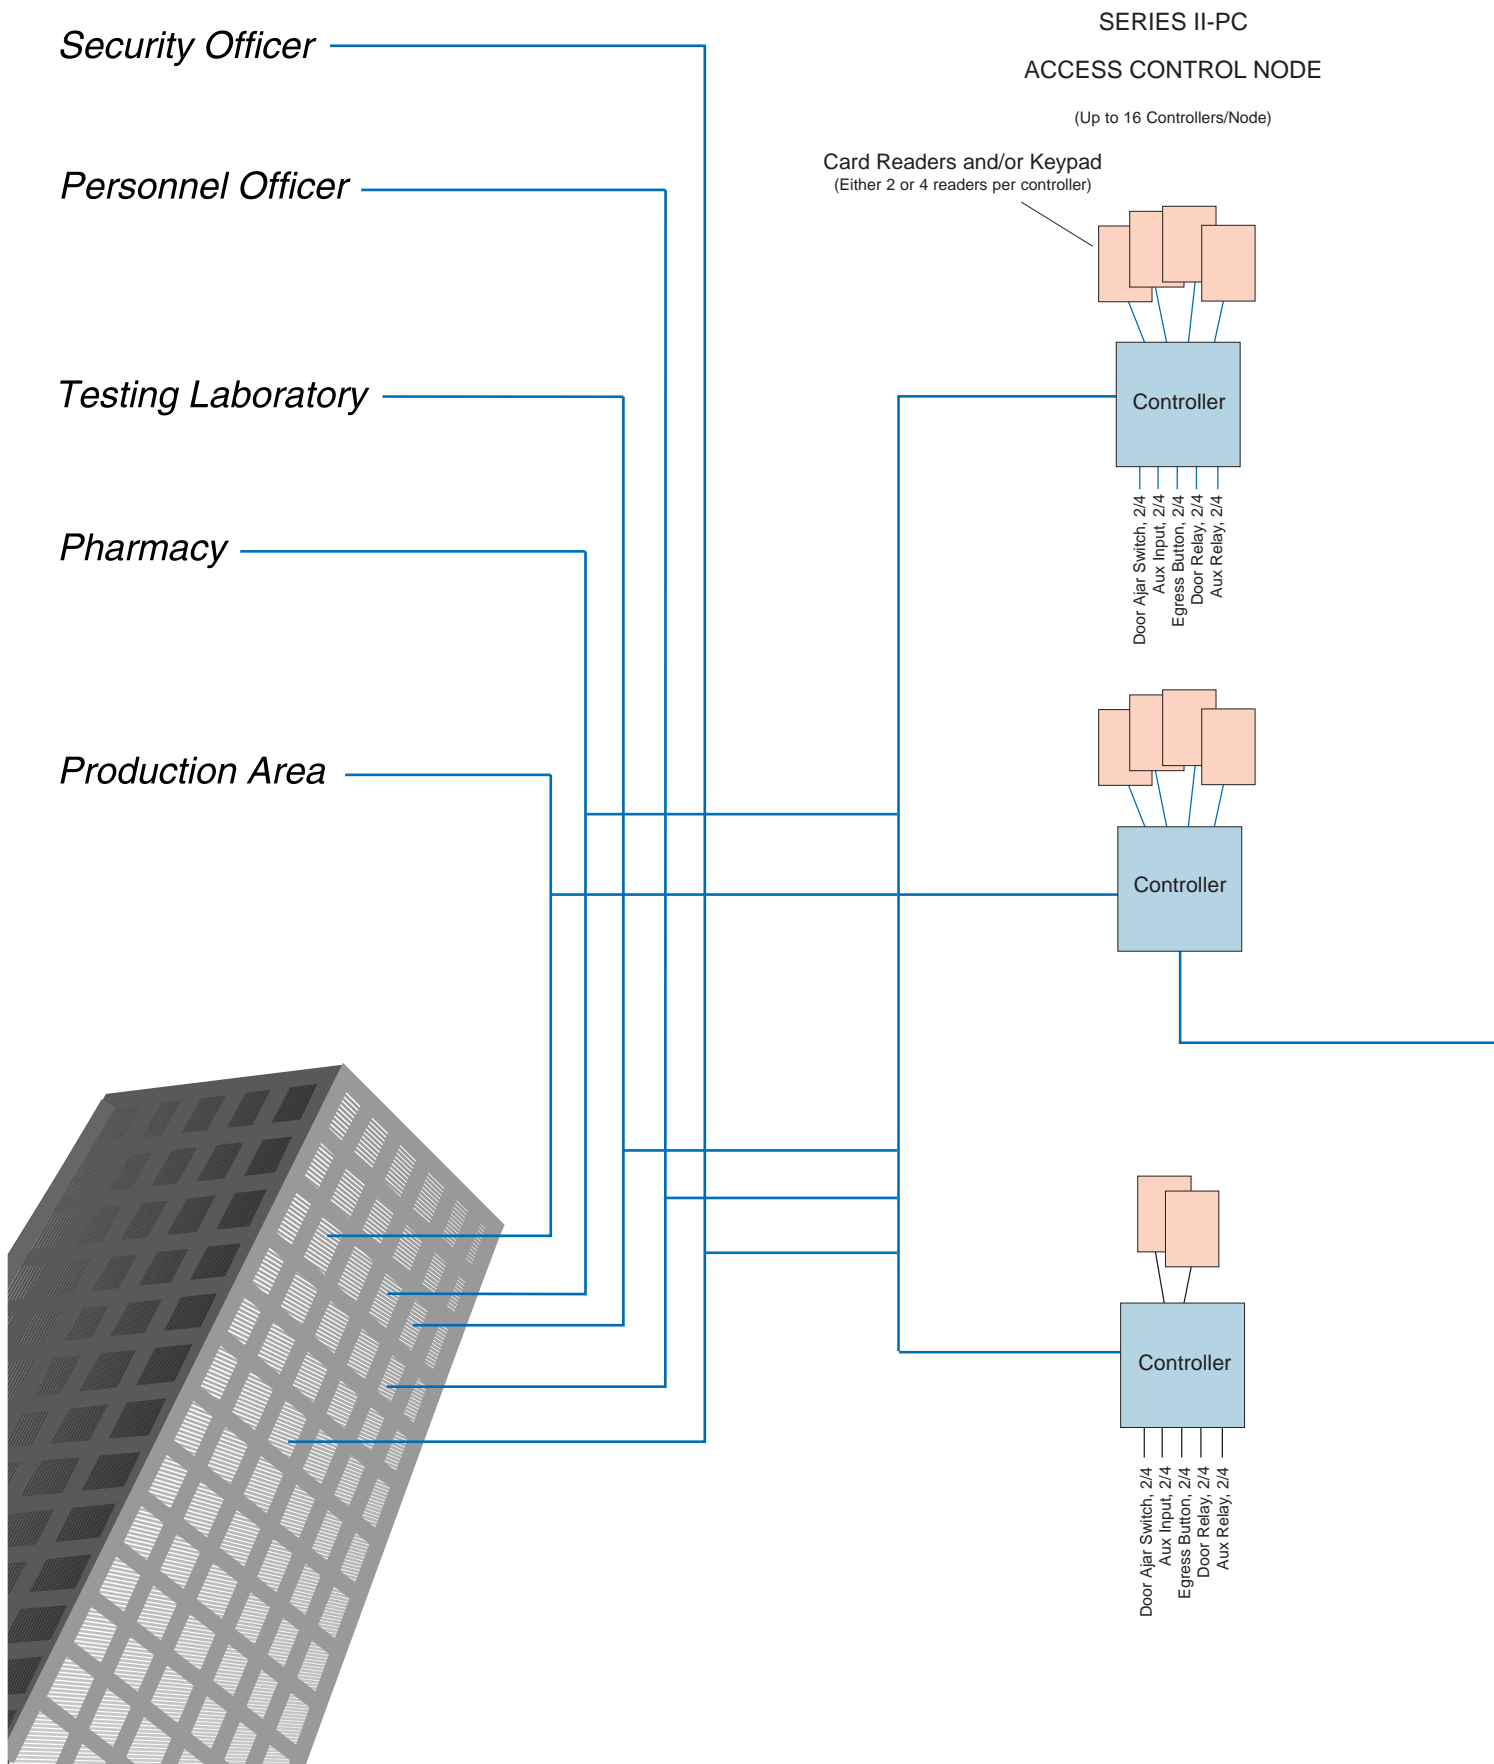 Security Officer
Personnel Officer
Testing Laboratory
Pharmacy
Production Area
SERIES II-PC
ACCESS CONTROL NODE
(Up to 16 Controllers/Node)
Card Readers and/or Keypad
(Either 2 or 4 readers per controller)
Controller
Door Ajar Switch, 2/4
Aux Input, 2/4
Egress Button, 2/4
Door Relay, 2/4
Aux Relay, 2/4
Controller
Controller
Door Ajar Switch, 2/4
Aux Input, 2/4
Egress Button, 2/4
Door Relay, 2/4
Aux Relay, 2/4